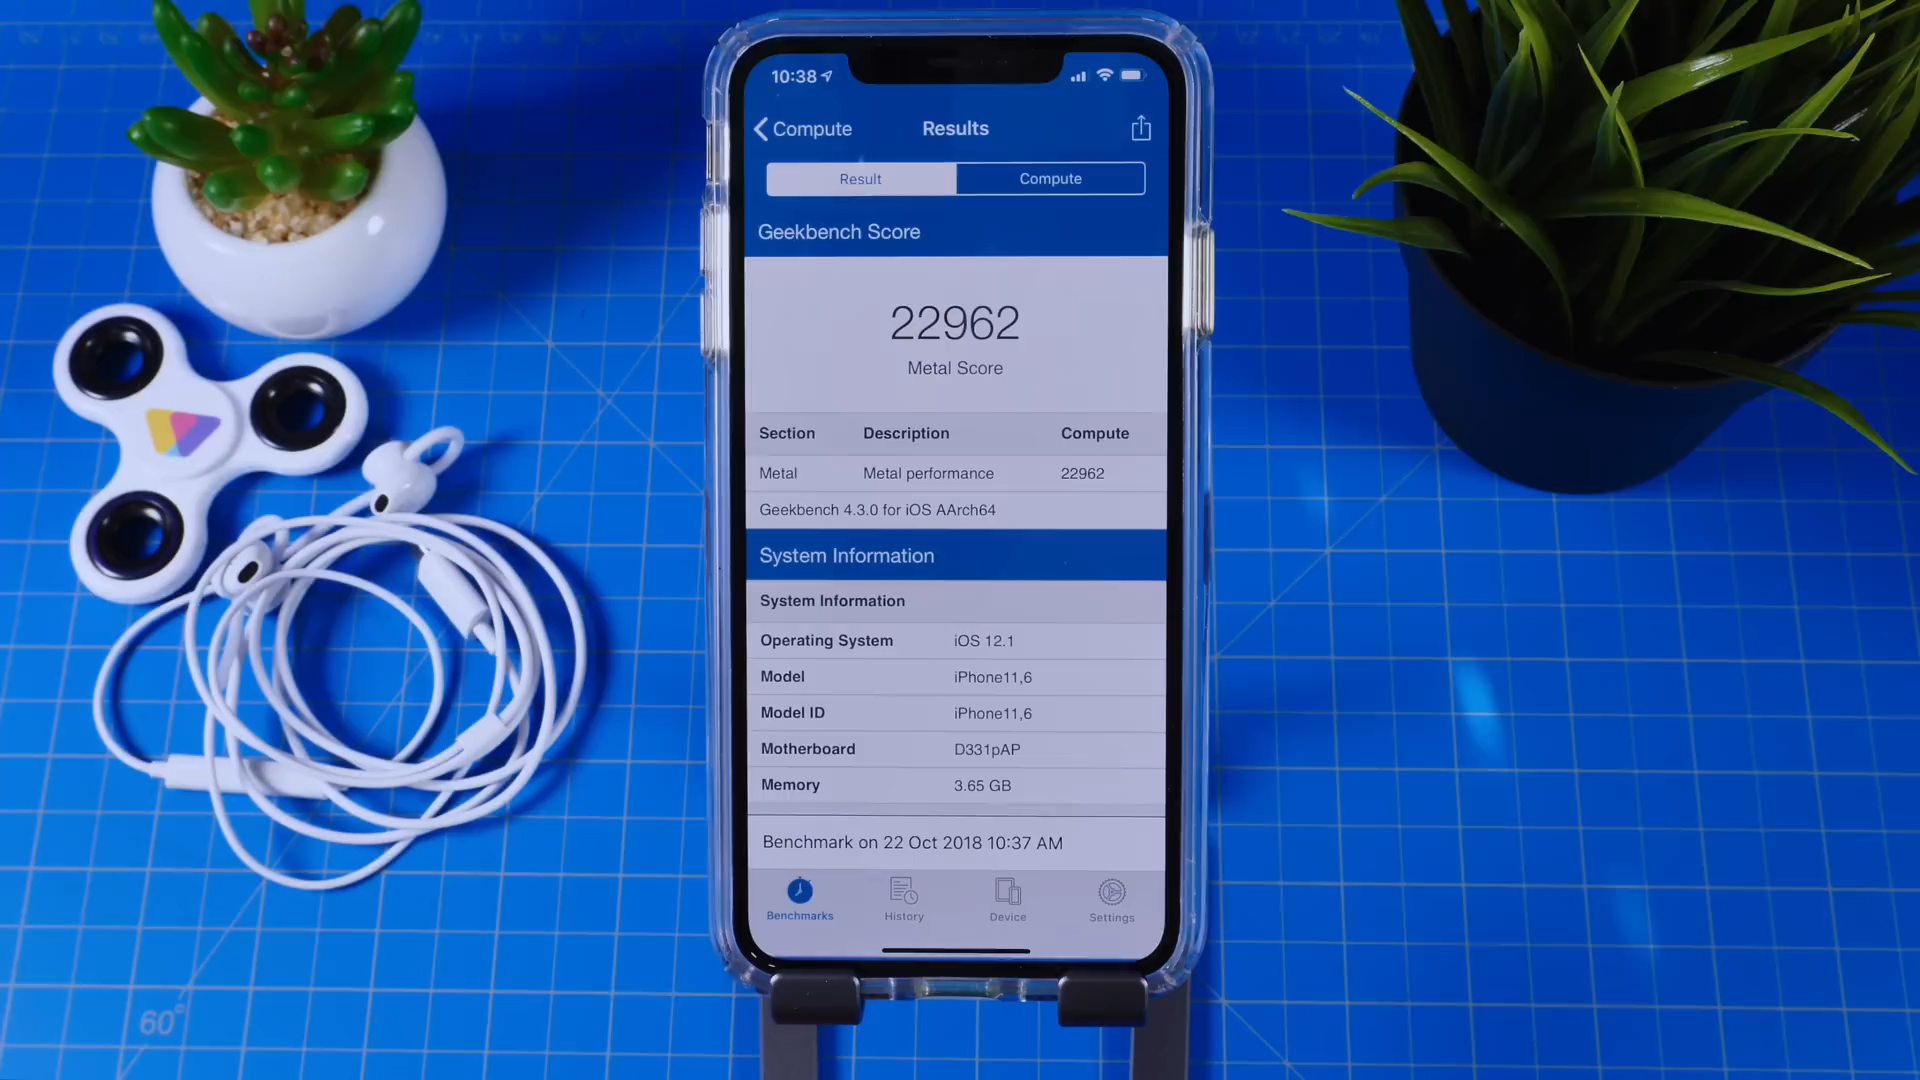 10:38
Compute Results
Result Compute
Geekbench Score
22962
Metal Score
Section Description Compute
Metal Metal performance 22962
Geekbench 4.3.0 for iOS AArch64
System Information
System Information
Operating System iOS 12.1
Model iPhone11,6
Model ID iPhone11,6
Motherboard D331pAP
Memory 3.65 GB
Benchmark on 22 Oct 2018 10:37 AM
Benchmarks History Device Settings
60°